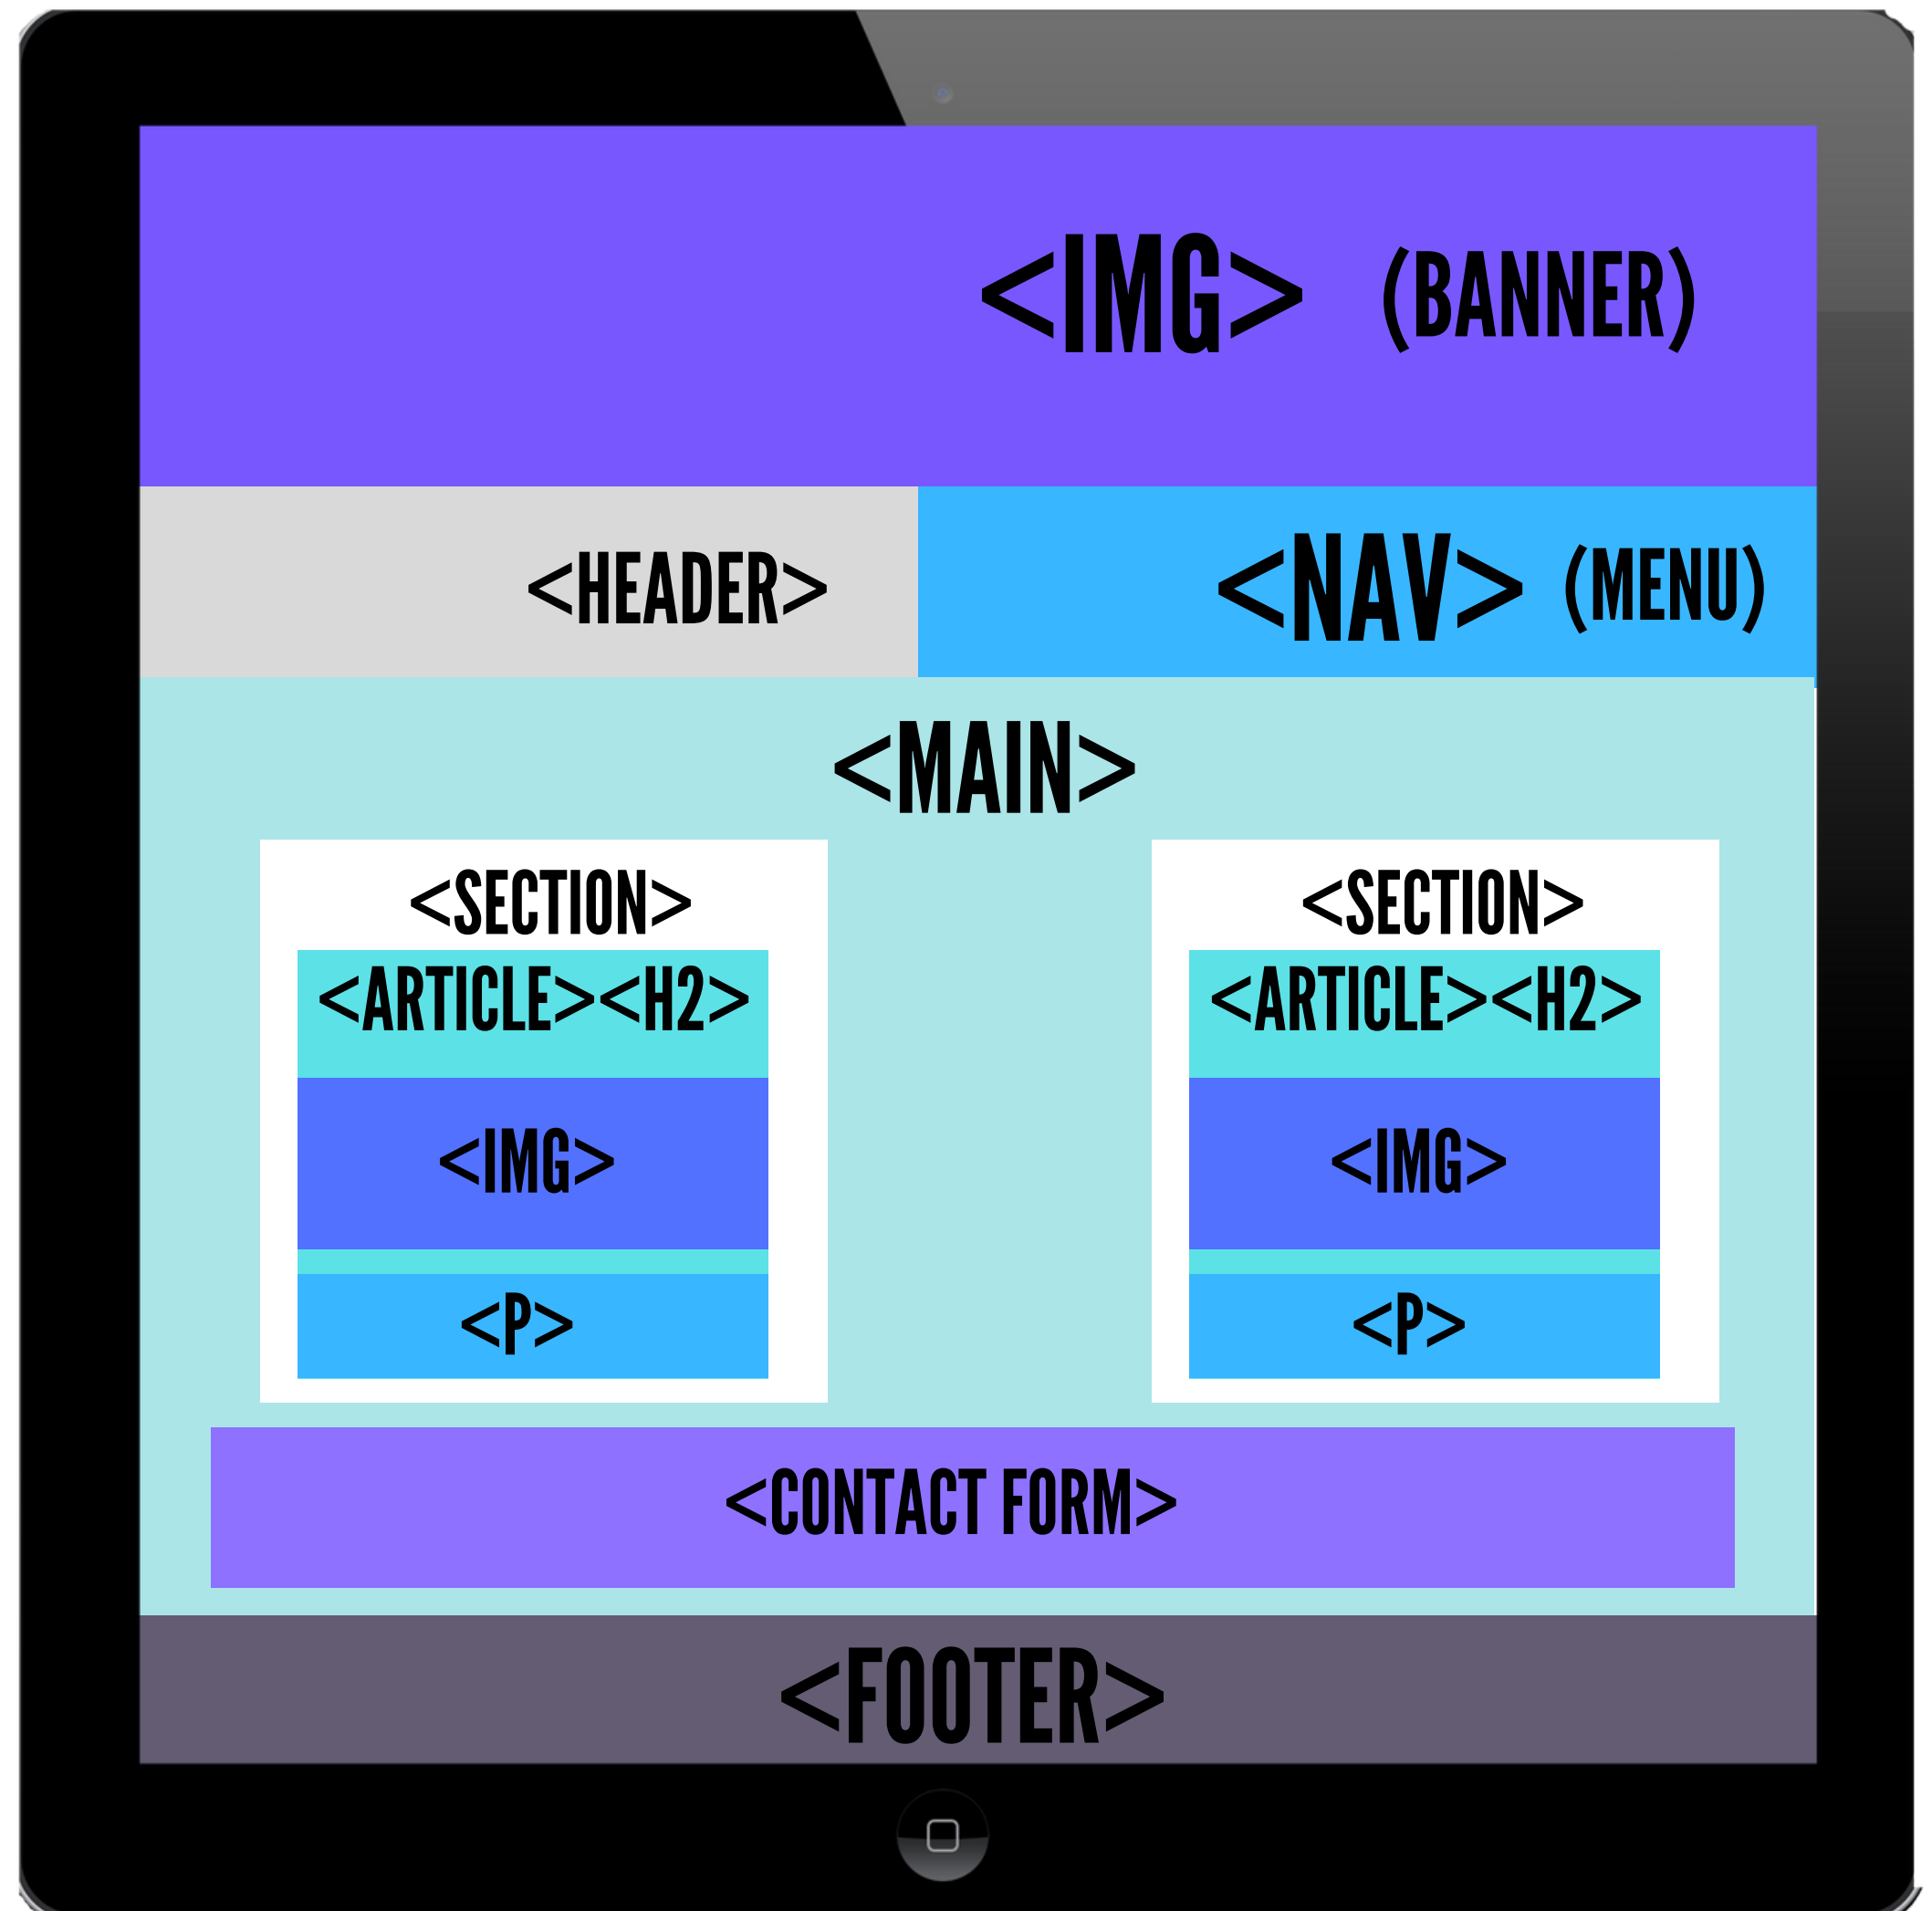 <IMG> (BANNER)
<HEADER>
<NAV> (MENU)
<MAIN>
<SECTION>
<ARTICLE><H2>
<IMG>
<P>
<SECTION>
<ARTICLE><H2>
<IMG>
<P>
<CONTACT FORM>
<FOOTER>